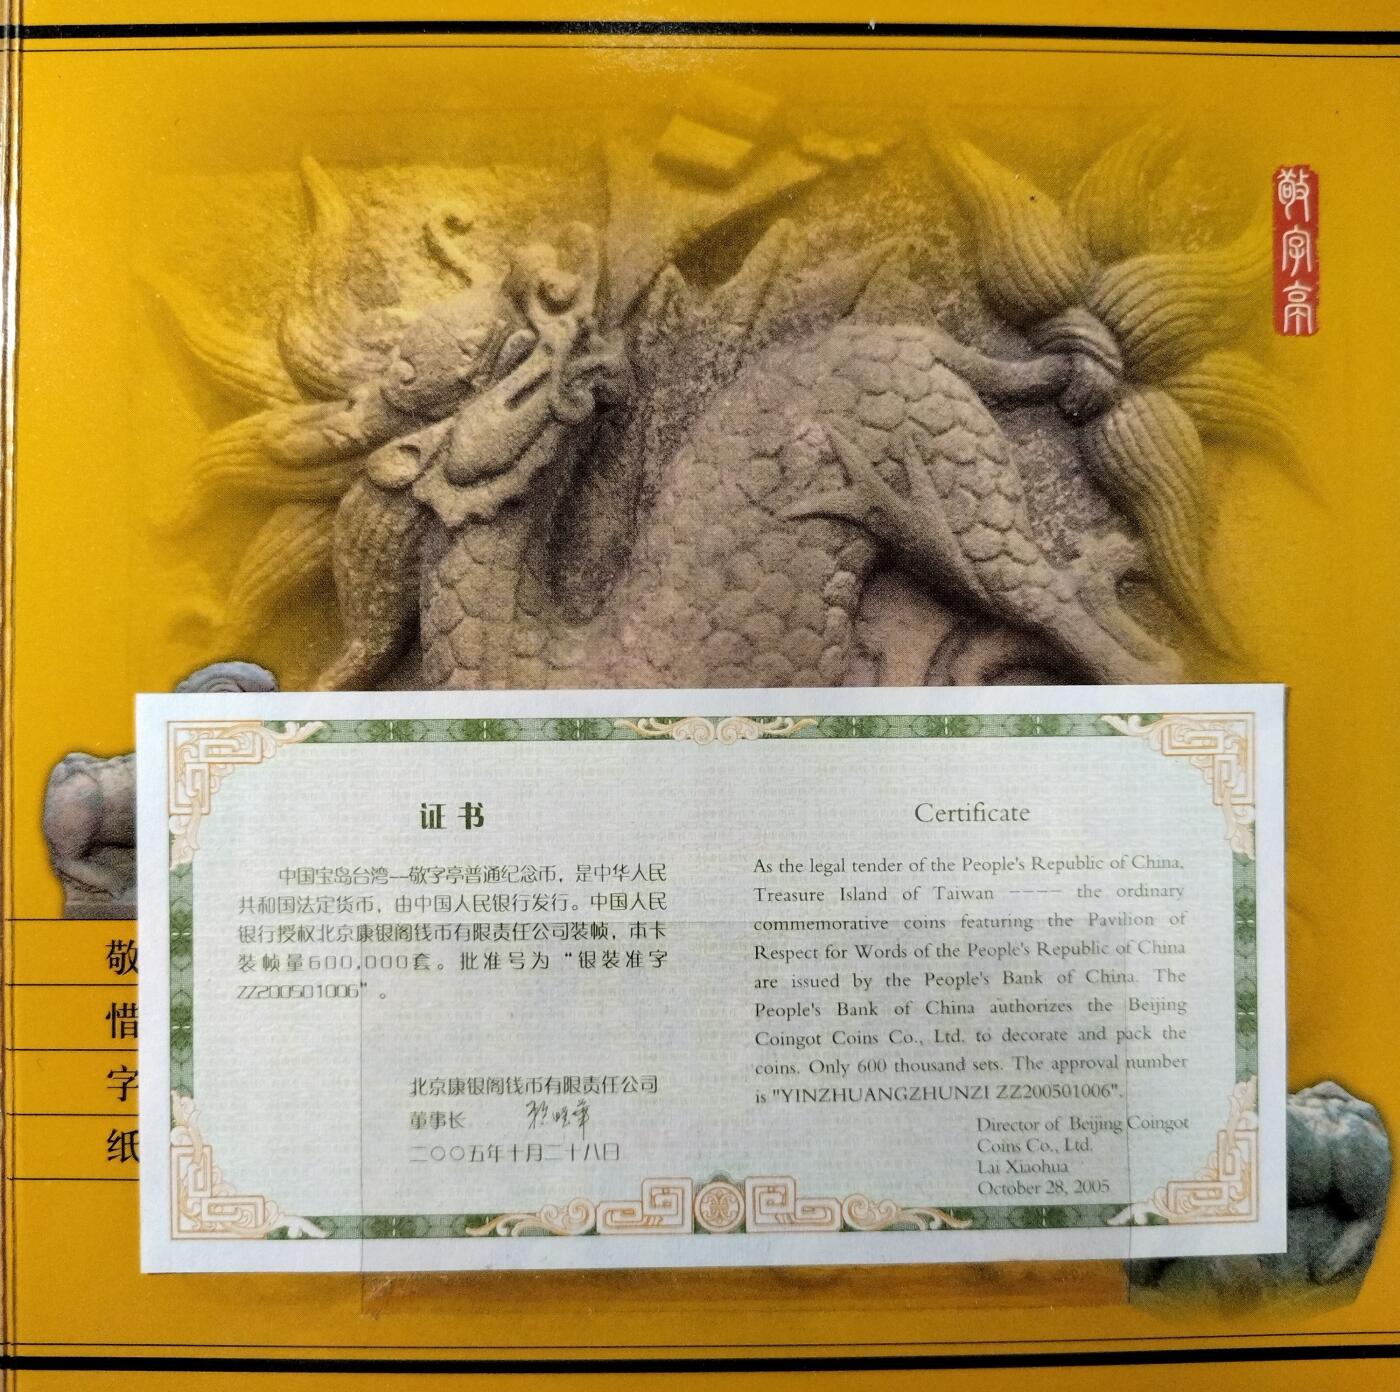 敬字亭
敬
惜
字
纸
证书
中国宝岛台湾--敬字亭普通纪念币，是中华人民
共和国法定货币，由中国人民银行发行。中国人民
银行授权北京康银阁钱币有限责任公司装帧，本卡
装帧量600,000套。批准号为“银装准字
ZZ200501006”。
北京康银阁钱币有限责任公司
董事长
二〇〇五年十月二十八日
Certificate
As the legal tender of the People's Republic of China,
Treasure Island of Taiwan ---- the ordinary
commemorative coins featuring the Pavilion of
Respect for Words of the People's Republic of China
are issued by the People's Bank of China. The
People's Bank of China authorizes the Beijing
Coingot Coins Co., Ltd. to decorate and pack the
coins. Only 600 thousand sets. The approval number
is "YINZHUANGZHUNZI ZZ200501006".
Director of Beijing Coingot
Coins Co., Ltd.
Lai Xiaohua
October 28, 2005